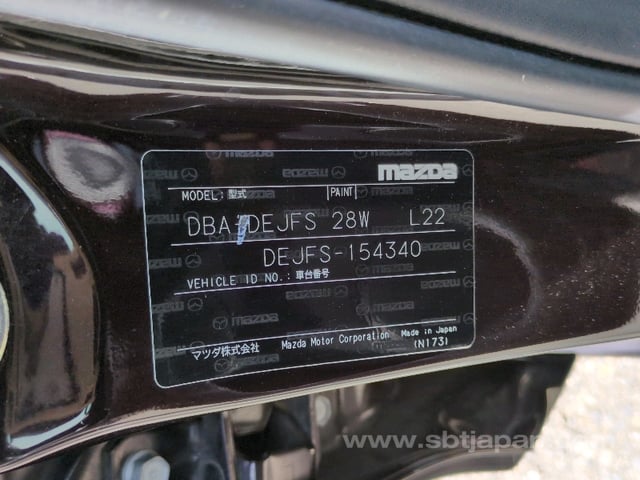 mazda
MODEL: 型式 PAINT
DBA-DEJFS 28W L22
DEJFS-154340
VEHICLE ID NO.: 車台番号
マツダ株式会社 Mazda Motor Corporation Made in Japan
(N173)
www.sbtjapan.com